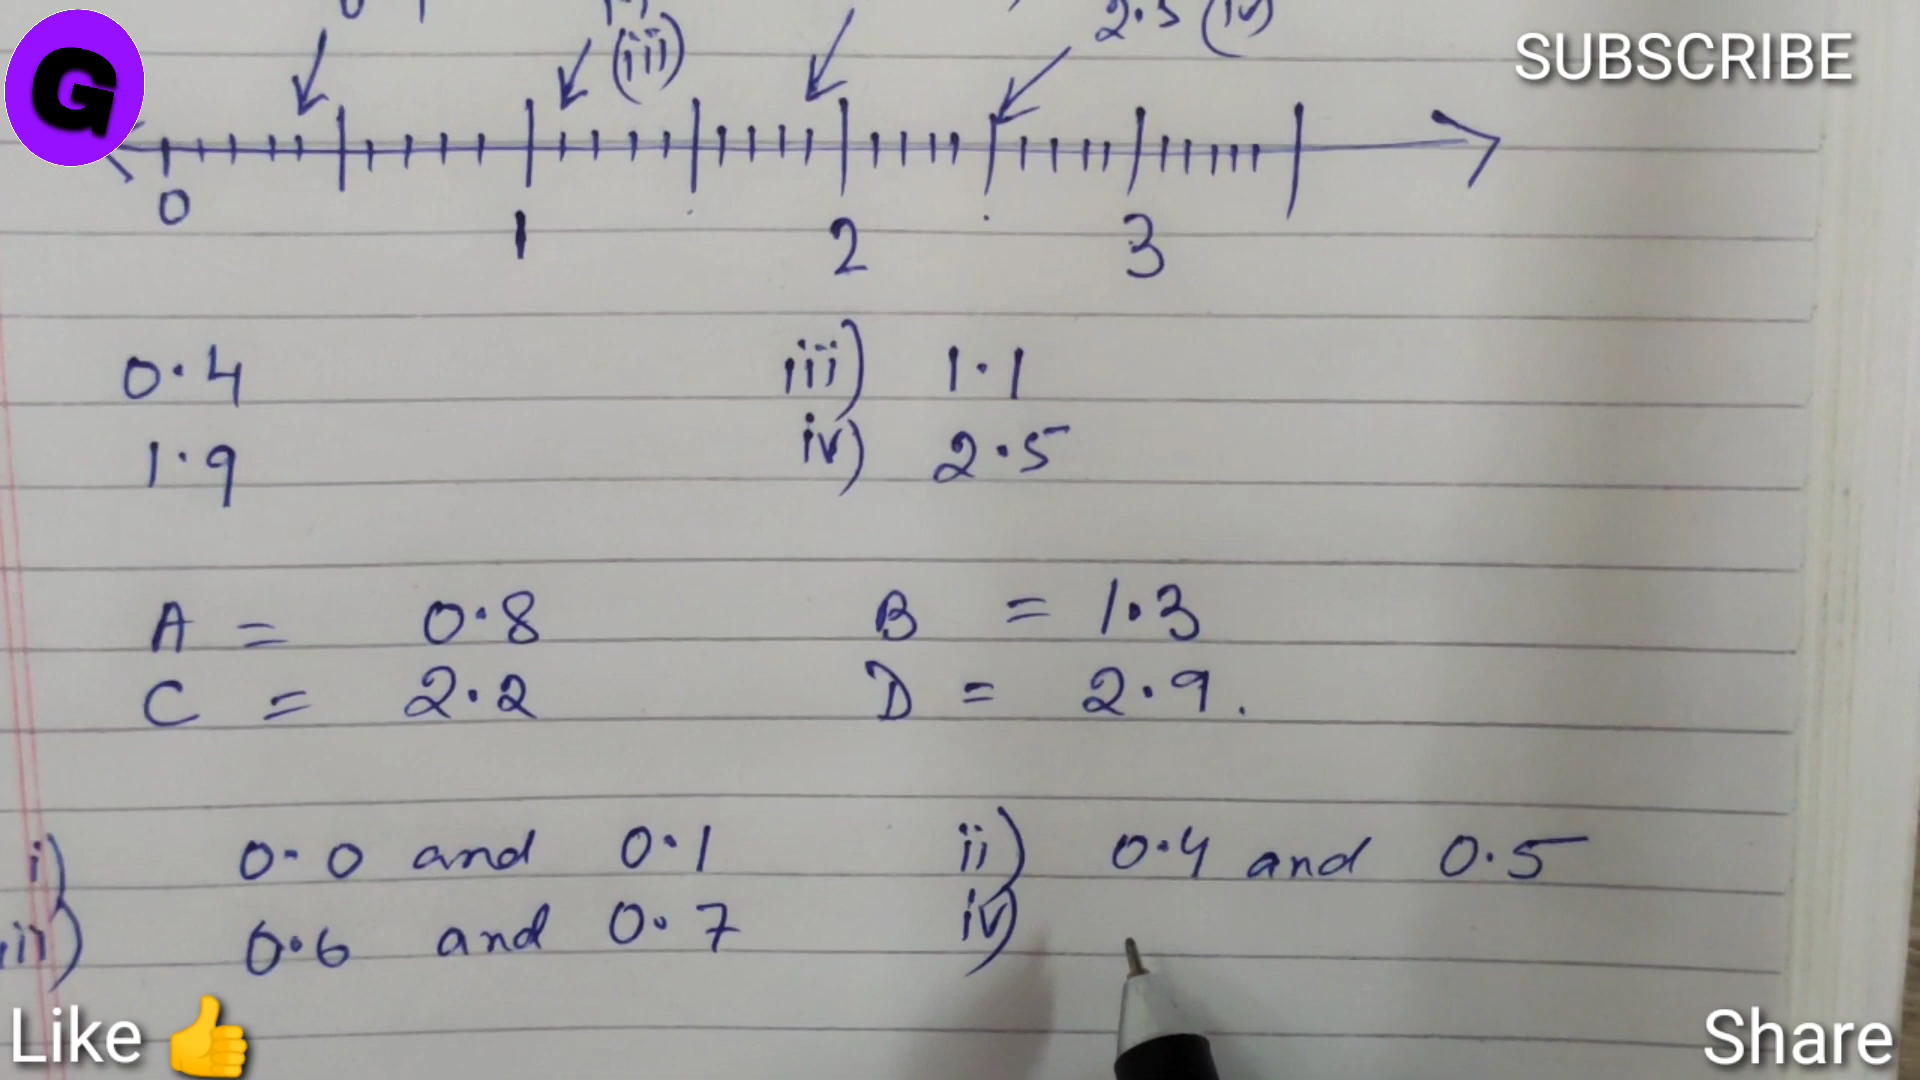 2.5 (iv)
SUBSCRIBE
G
(iii)
0 1 2 3
0.4 iii) 1.1
1.9 iv) 2.5
A = 0.8 B = 1.3
C = 2.2 D = 2.9.
i) 0.0 and 0.1 ii) 0.4 and 0.5
iii) 0.6 and 0.7 iv)
Like 👍 Share